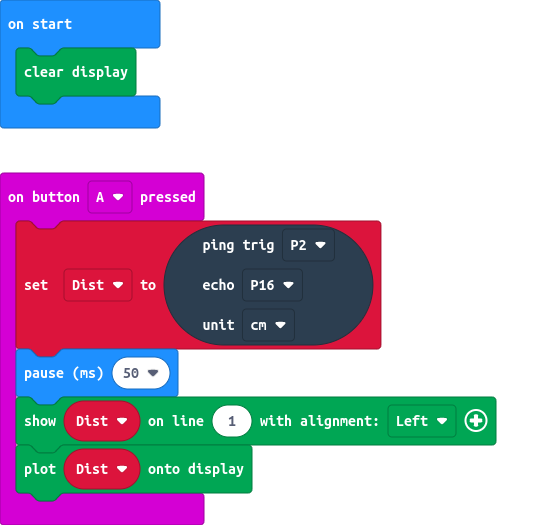 on start
clear display
on button A pressed
ping trig P2
set Dist to echo P16
unit cm
pause (ms) 50
show Dist on line 1 with alignment: Left
plot Dist onto display